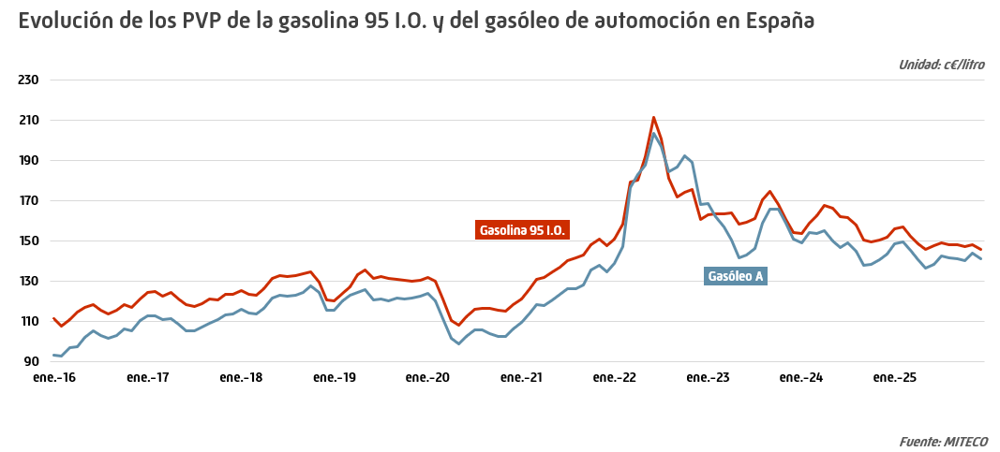 Evolución de los PVP de la gasolina 95 I.O. y del gasóleo de automoción en España
Unidad: c€/litro
230
210
190
170
150
130
110
90
Gasolina 95 I.O.
Gasóleo A
ene.-16 ene.-17 ene.-18 ene.-19 ene.-20 ene.-21 ene.-22 ene.-23 ene.-24 ene.-25
Fuente: MITECO